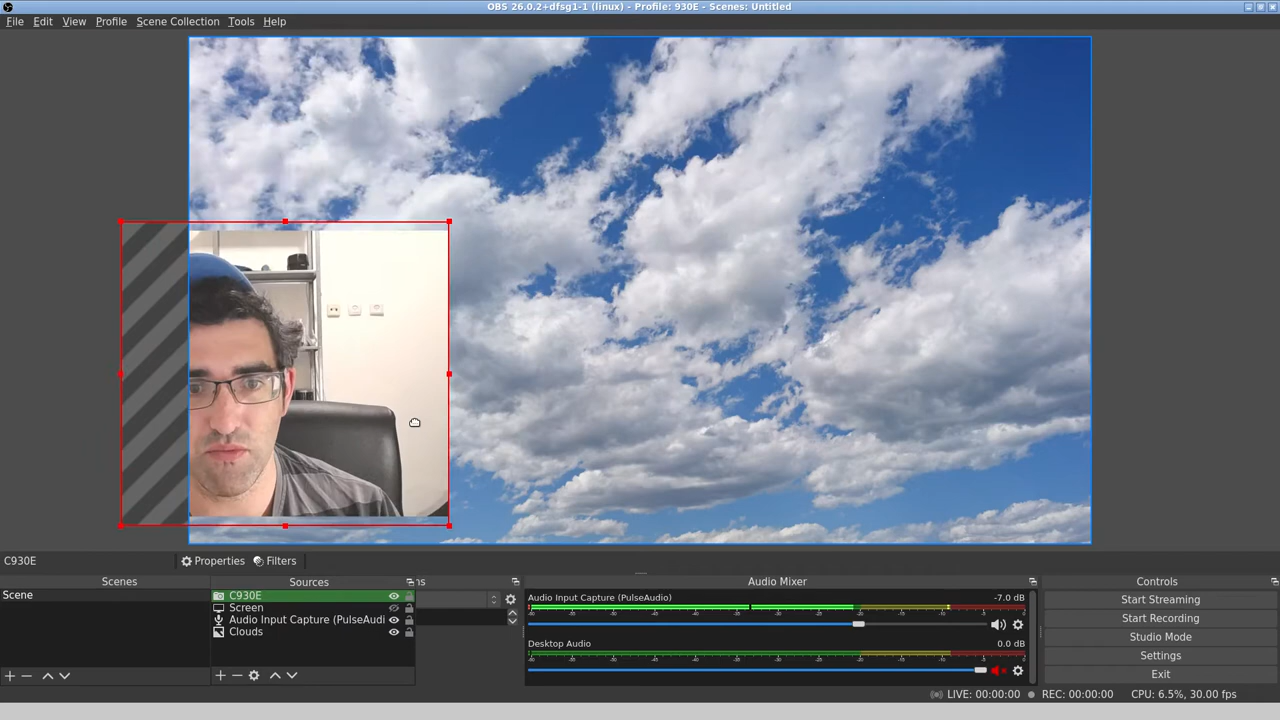 OBS 26.0.2+dfsg1-1 (linux) - Profile: 930E - Scenes: Untitled
File Edit View Profile Scene Collection Tools Help
C930E Properties Filters
Scenes Sources ns Audio Mixer Controls
Scene
C930E
Screen
Audio Input Capture (PulseAudi
Clouds
Audio Input Capture (PulseAudio) -7.0 dB
Desktop Audio 0.0 dB
Start Streaming
Start Recording
Studio Mode
Settings
Exit
LIVE: 00:00:00 REC: 00:00:00 CPU: 6.5%, 30.00 fps